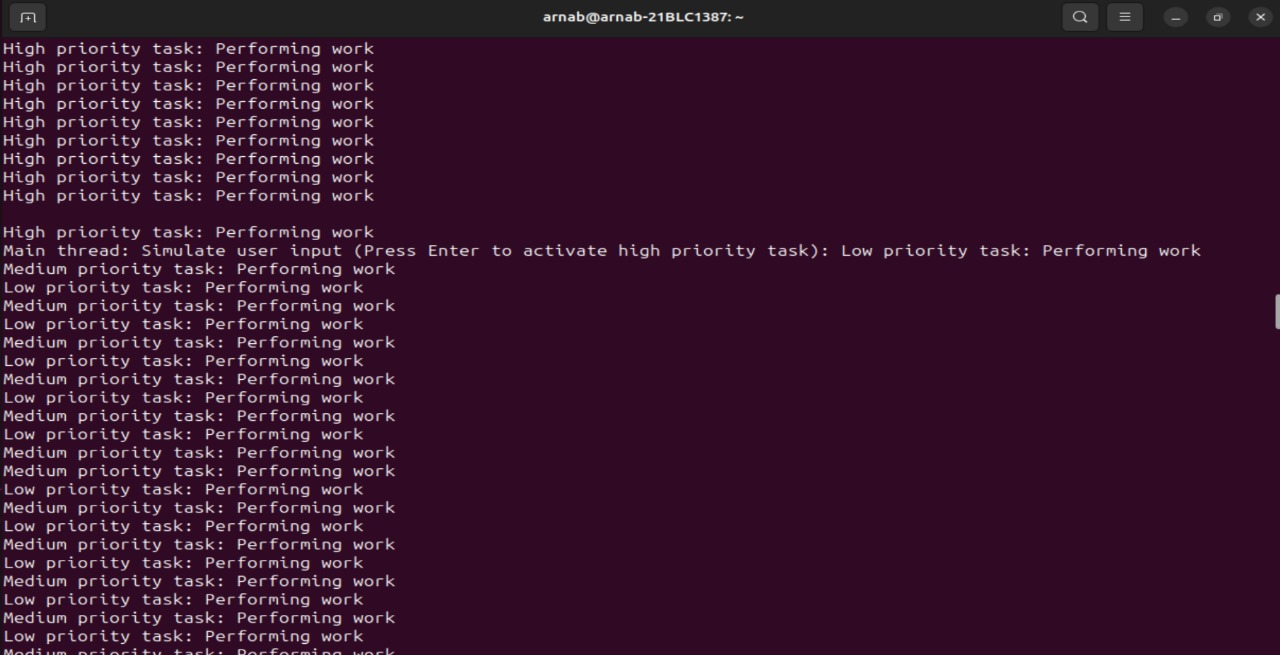 arnab@arnab-21BLC1387: ~
High priority task: Performing work
High priority task: Performing work
High priority task: Performing work
High priority task: Performing work
High priority task: Performing work
High priority task: Performing work
High priority task: Performing work
High priority task: Performing work
High priority task: Performing work
High priority task: Performing work
Main thread: Simulate user input (Press Enter to activate high priority task): Low priority task: Performing work
Medium priority task: Performing work
Low priority task: Performing work
Medium priority task: Performing work
Low priority task: Performing work
Medium priority task: Performing work
Low priority task: Performing work
Medium priority task: Performing work
Low priority task: Performing work
Medium priority task: Performing work
Low priority task: Performing work
Medium priority task: Performing work
Medium priority task: Performing work
Low priority task: Performing work
Medium priority task: Performing work
Low priority task: Performing work
Medium priority task: Performing work
Low priority task: Performing work
Medium priority task: Performing work
Low priority task: Performing work
Medium priority task: Performing work
Low priority task: Performing work
Medium priority task: Performing work